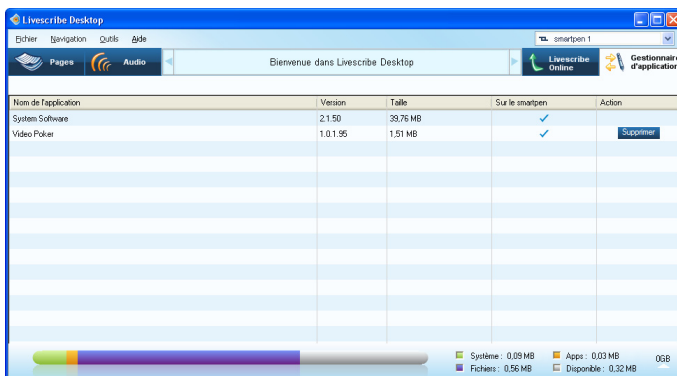 Livescribe Desktop
Fichier Navigation Outils Aide smartpen 1
Pages Audio Bienvenue dans Livescribe Desktop Livescribe Online Gestionnaire d'application
Nom de l'application Version Taille Sur le smartpen Action
System Software 2.1.50 39,76 MB
Video Poker 1.0.1.95 1,51 MB Supprimer
Système : 0,09 MB Apps : 0,03 MB 0GB
Fichiers : 0,56 MB Disponible : 0,32 MB